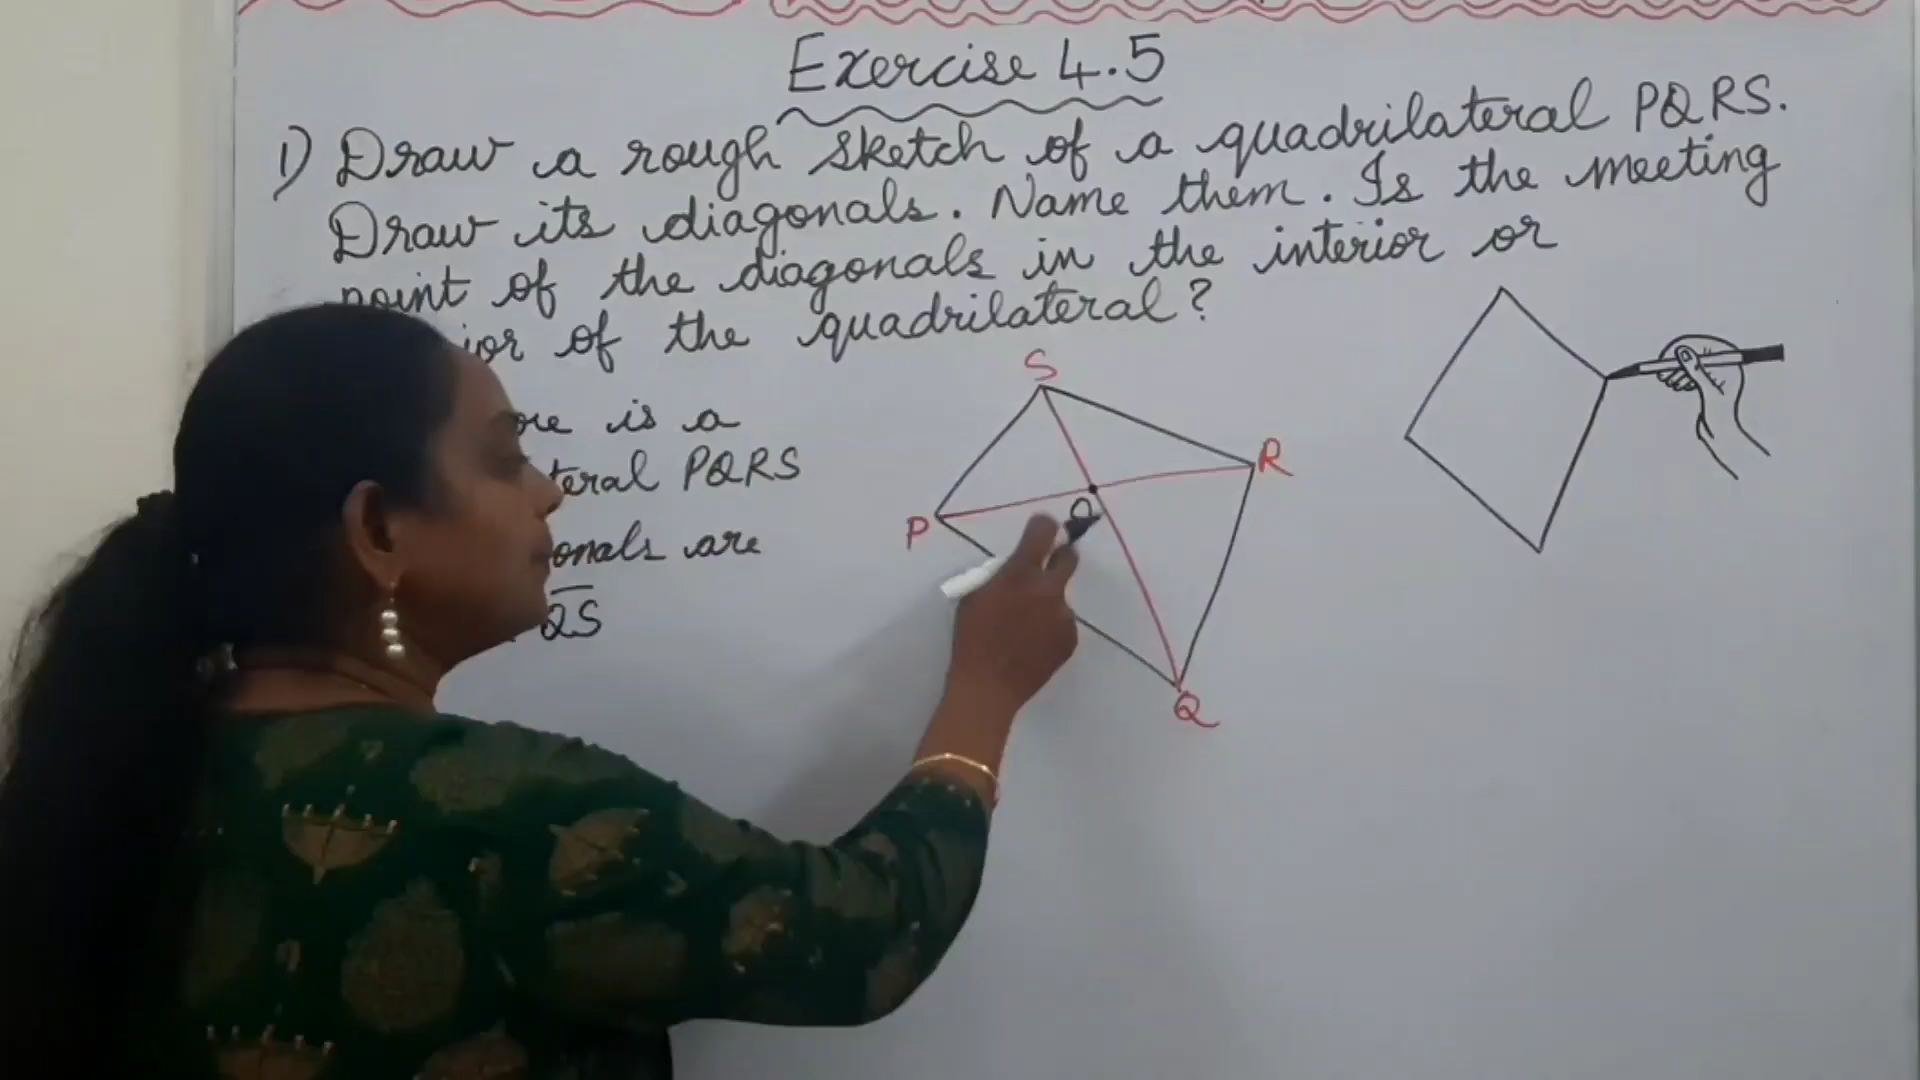 Exercise 4.5
1) Draw a rough sketch of a quadrilateral PQRS.
Draw its diagonals. Name them. Is the meeting
point of the diagonals in the interior or
of the quadrilateral?
is a
PQRS
are
QS
S
R
P
O
Q